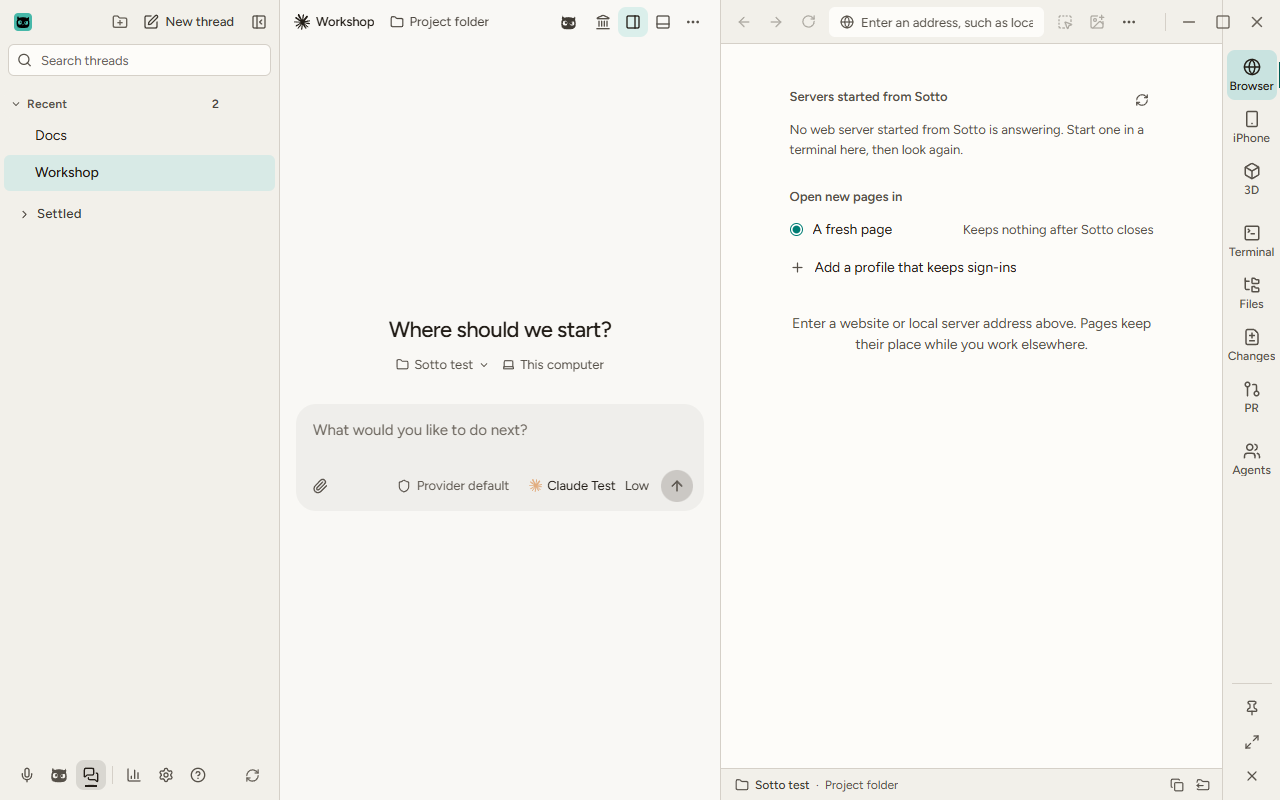 New thread
Search threads
Recent 2
Docs
Workshop
Settled
Workshop Project folder
Where should we start?
Sotto test This computer
What would you like to do next?
Provider default Claude Test Low
Enter an address, such as loca
Servers started from Sotto
No web server started from Sotto is answering. Start one in a
terminal here, then look again.
Open new pages in
A fresh page Keeps nothing after Sotto closes
Add a profile that keeps sign-ins
Enter a website or local server address above. Pages keep
their place while you work elsewhere.
Sotto test · Project folder
Browser
iPhone
3D
Terminal
Files
Changes
PR
Agents